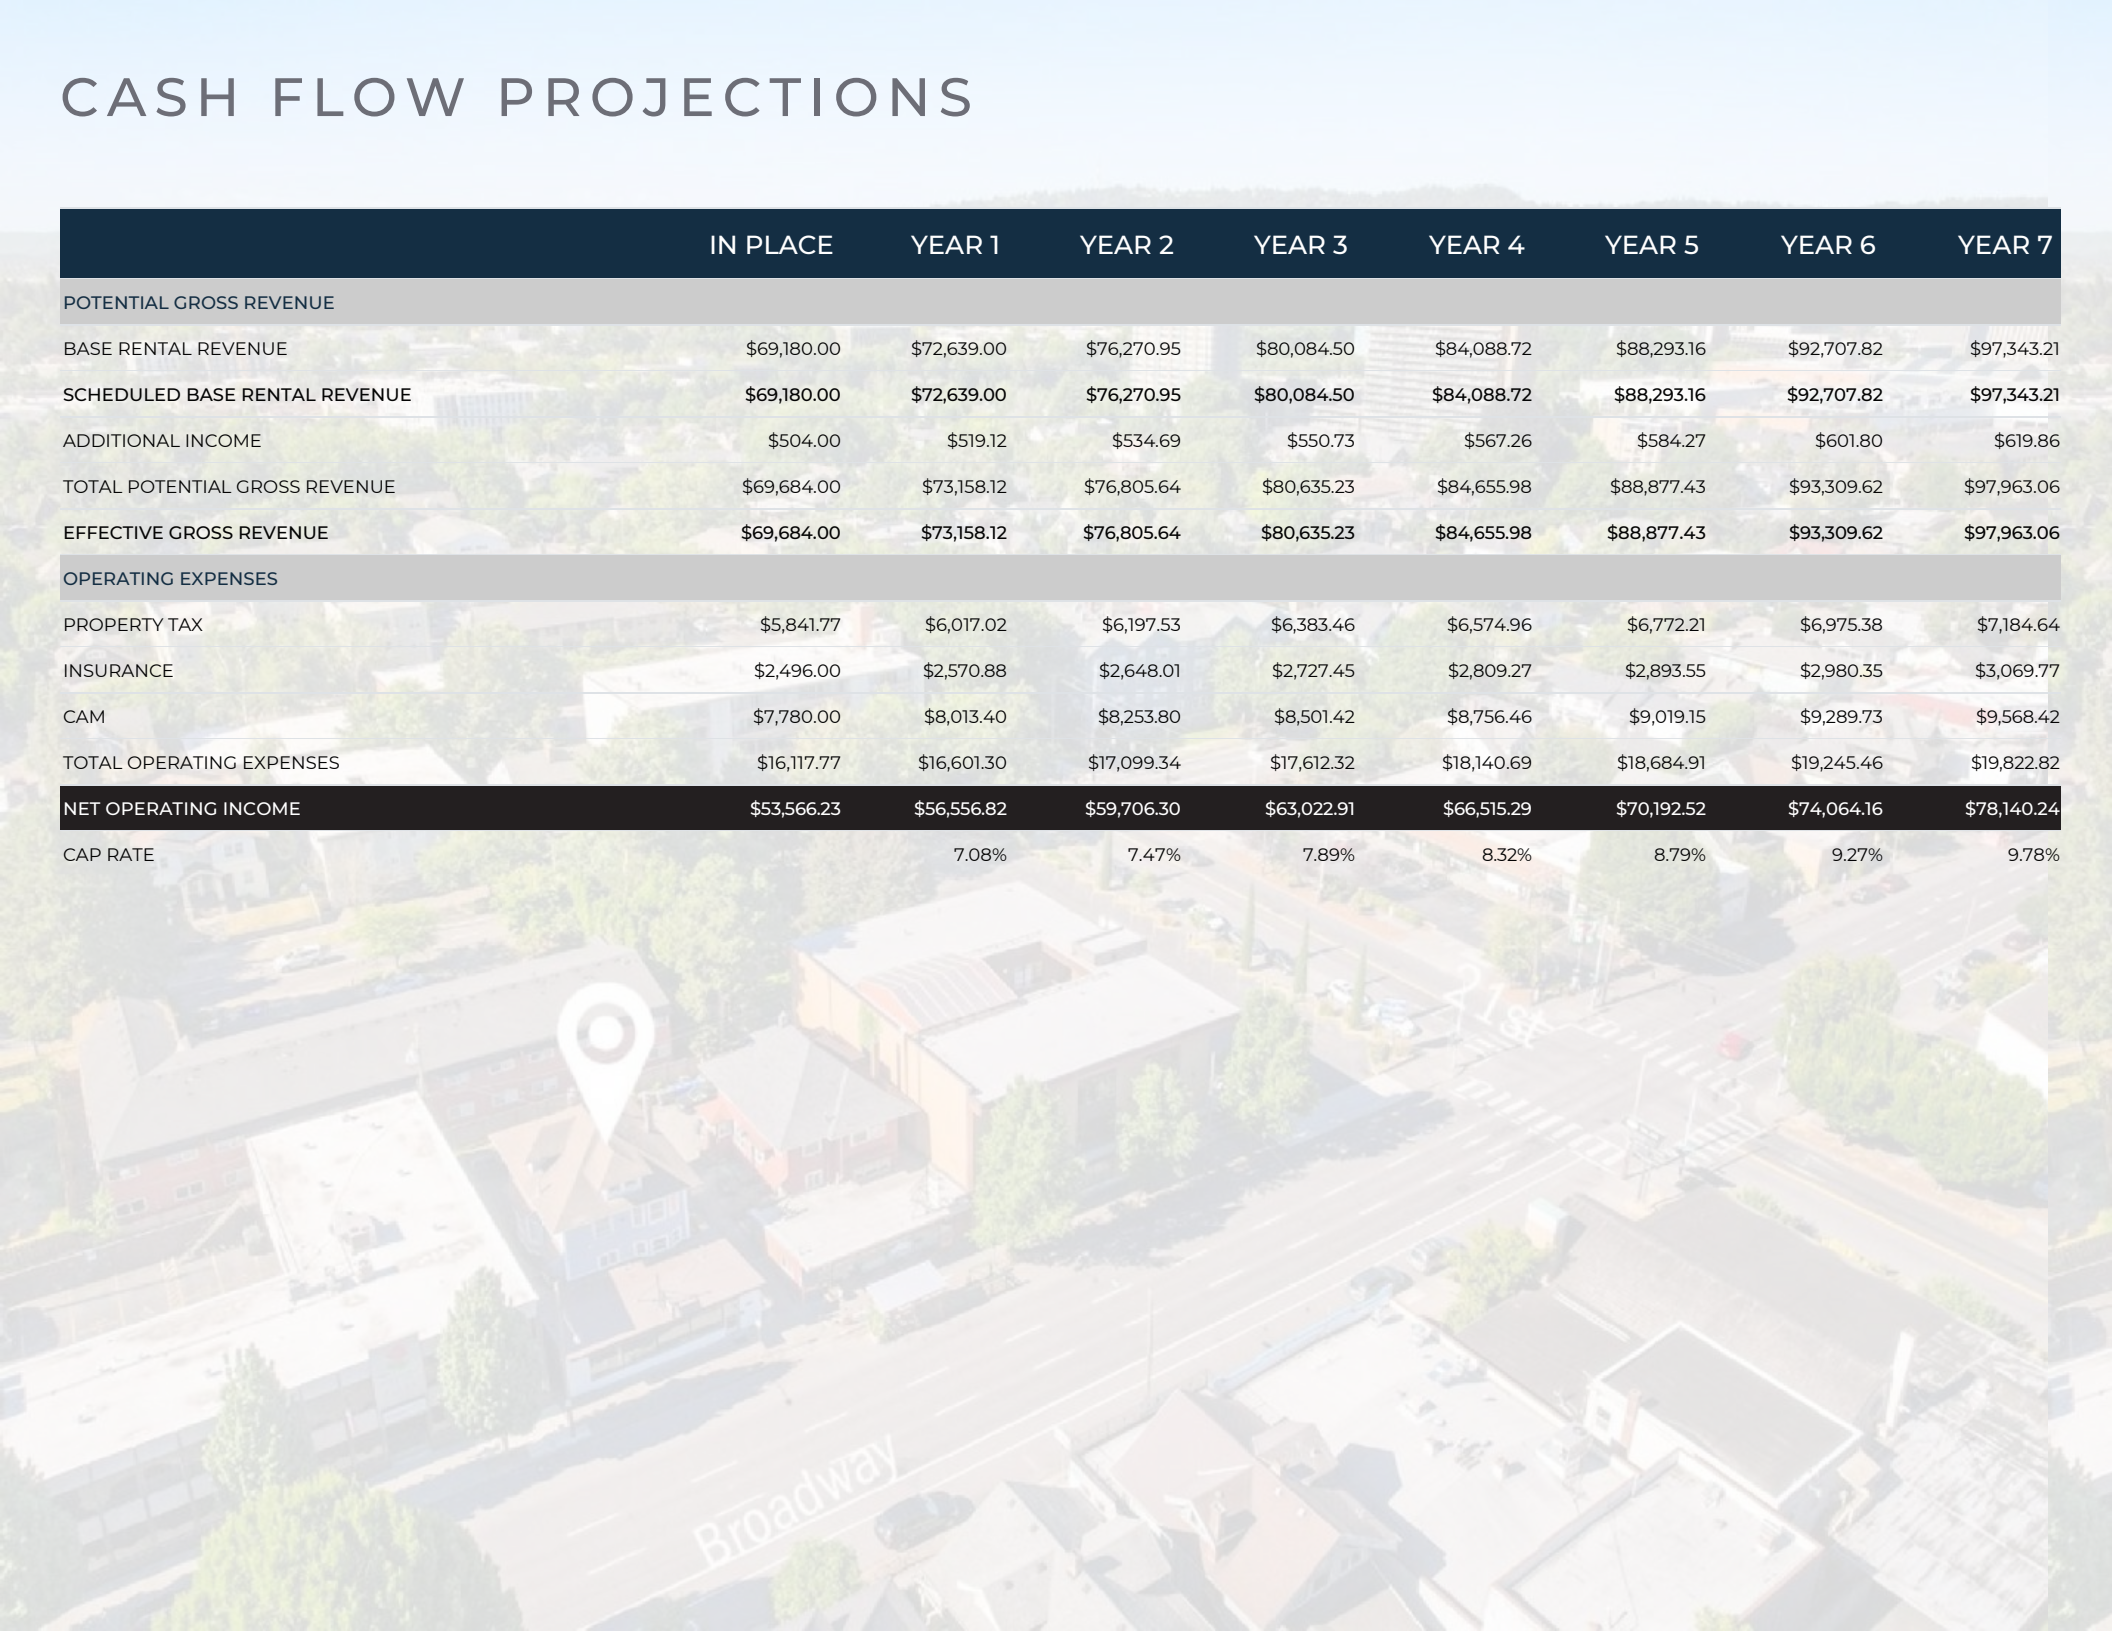 CASH FLOW PROJECTIONS
IN PLACE YEAR 1 YEAR 2 YEAR 3 YEAR 4 YEAR 5 YEAR 6 YEAR 7
POTENTIAL GROSS REVENUE
BASE RENTAL REVENUE $69,180.00 $72,639.00 $76,270.95 $80,084.50 $84,088.72 $88,293.16 $92,707.82 $97,343.21
SCHEDULED BASE RENTAL REVENUE $69,180.00 $72,639.00 $76,270.95 $80,084.50 $84,088.72 $88,293.16 $92,707.82 $97,343.21
ADDITIONAL INCOME $504.00 $519.12 $534.69 $550.73 $567.26 $584.27 $601.80 $619.86
TOTAL POTENTIAL GROSS REVENUE $69,684.00 $73,158.12 $76,805.64 $80,635.23 $84,655.98 $88,877.43 $93,309.62 $97,963.06
EFFECTIVE GROSS REVENUE $69,684.00 $73,158.12 $76,805.64 $80,635.23 $84,655.98 $88,877.43 $93,309.62 $97,963.06
OPERATING EXPENSES
PROPERTY TAX $5,841.77 $6,017.02 $6,197.53 $6,383.46 $6,574.96 $6,772.21 $6,975.38 $7,184.64
INSURANCE $2,496.00 $2,570.88 $2,648.01 $2,727.45 $2,809.27 $2,893.55 $2,980.35 $3,069.77
CAM $7,780.00 $8,013.40 $8,253.80 $8,501.42 $8,756.46 $9,019.15 $9,289.73 $9,568.42
TOTAL OPERATING EXPENSES $16,117.77 $16,601.30 $17,099.34 $17,612.32 $18,140.69 $18,684.91 $19,245.46 $19,822.82
NET OPERATING INCOME $53,566.23 $56,556.82 $59,706.30 $63,022.91 $66,515.29 $70,192.52 $74,064.16 $78,140.24
CAP RATE 7.08% 7.47% 7.89% 8.32% 8.79% 9.27% 9.78%
21st
Broadway